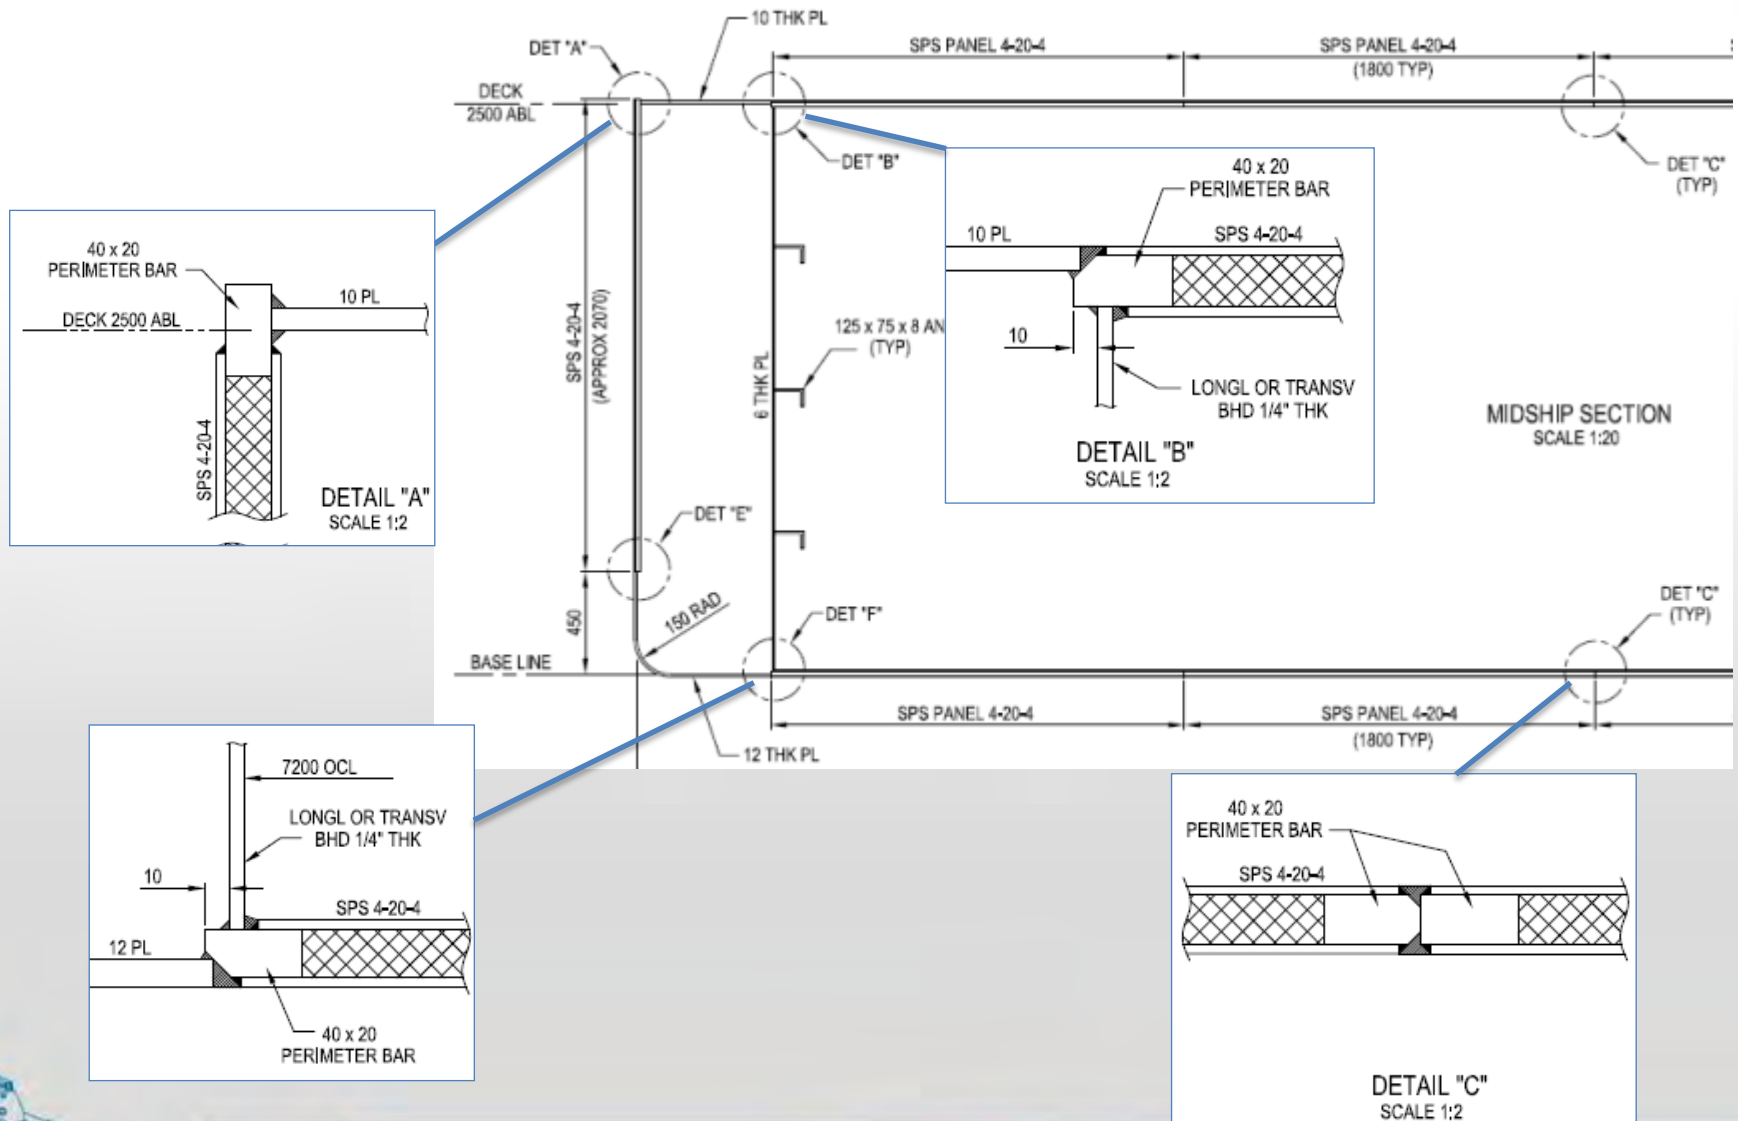 10 THK PL
DET "A"
SPS PANEL 4-20-4
SPS PANEL 4-20-4
(1800 TYP)
DECK
2500 ABL
DET "B"
DET "C"
(TYP)
SPS 4-20-4
(APPROX 2070)
6 THK PL
125 x 75 x 8 AN
(TYP)
MIDSHIP SECTION
SCALE 1:20
DET "E"
450
150 RAD
DET "F"
DET "C"
(TYP)
BASE LINE
SPS PANEL 4-20-4
SPS PANEL 4-20-4
(1800 TYP)
12 THK PL
40 x 20
PERIMETER BAR
10 PL
DECK 2500 ABL
SPS 4-20-4
DETAIL "A"
SCALE 1:2
40 x 20
PERIMETER BAR
10 PL
SPS 4-20-4
10
LONGL OR TRANSV
BHD 1/4" THK
DETAIL "B"
SCALE 1:2
7200 OCL
LONGL OR TRANSV
BHD 1/4" THK
10
SPS 4-20-4
12 PL
40 x 20
PERIMETER BAR
40 x 20
PERIMETER BAR
SPS 4-20-4
DETAIL "C"
SCALE 1:2